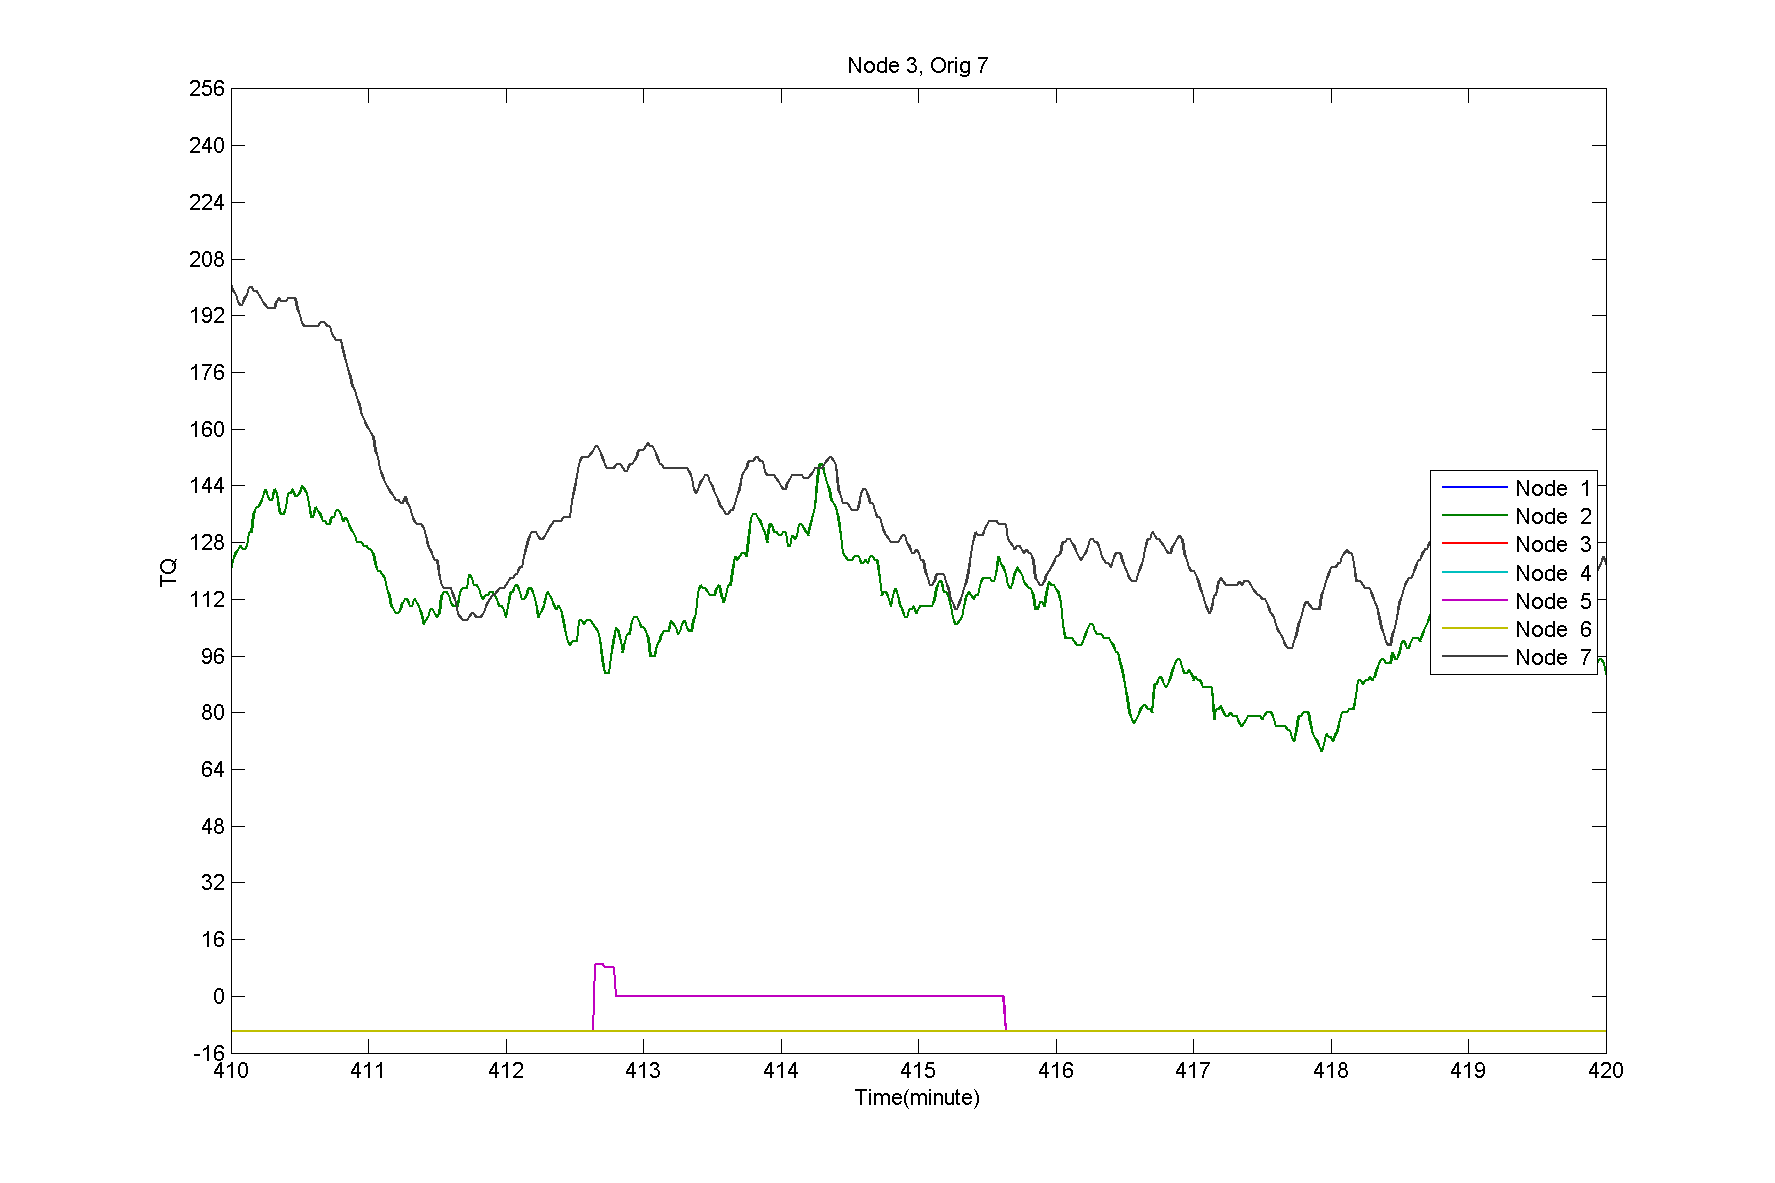 Node 3, Orig 7
256
240
224
208
192
176
160
144
128
112
96
80
64
48
32
16
0
-16
TQ
Node 1
Node 2
Node 3
Node 4
Node 5
Node 6
Node 7
410 411 412 413 414 415 416 417 418 419 420
Time(minute)